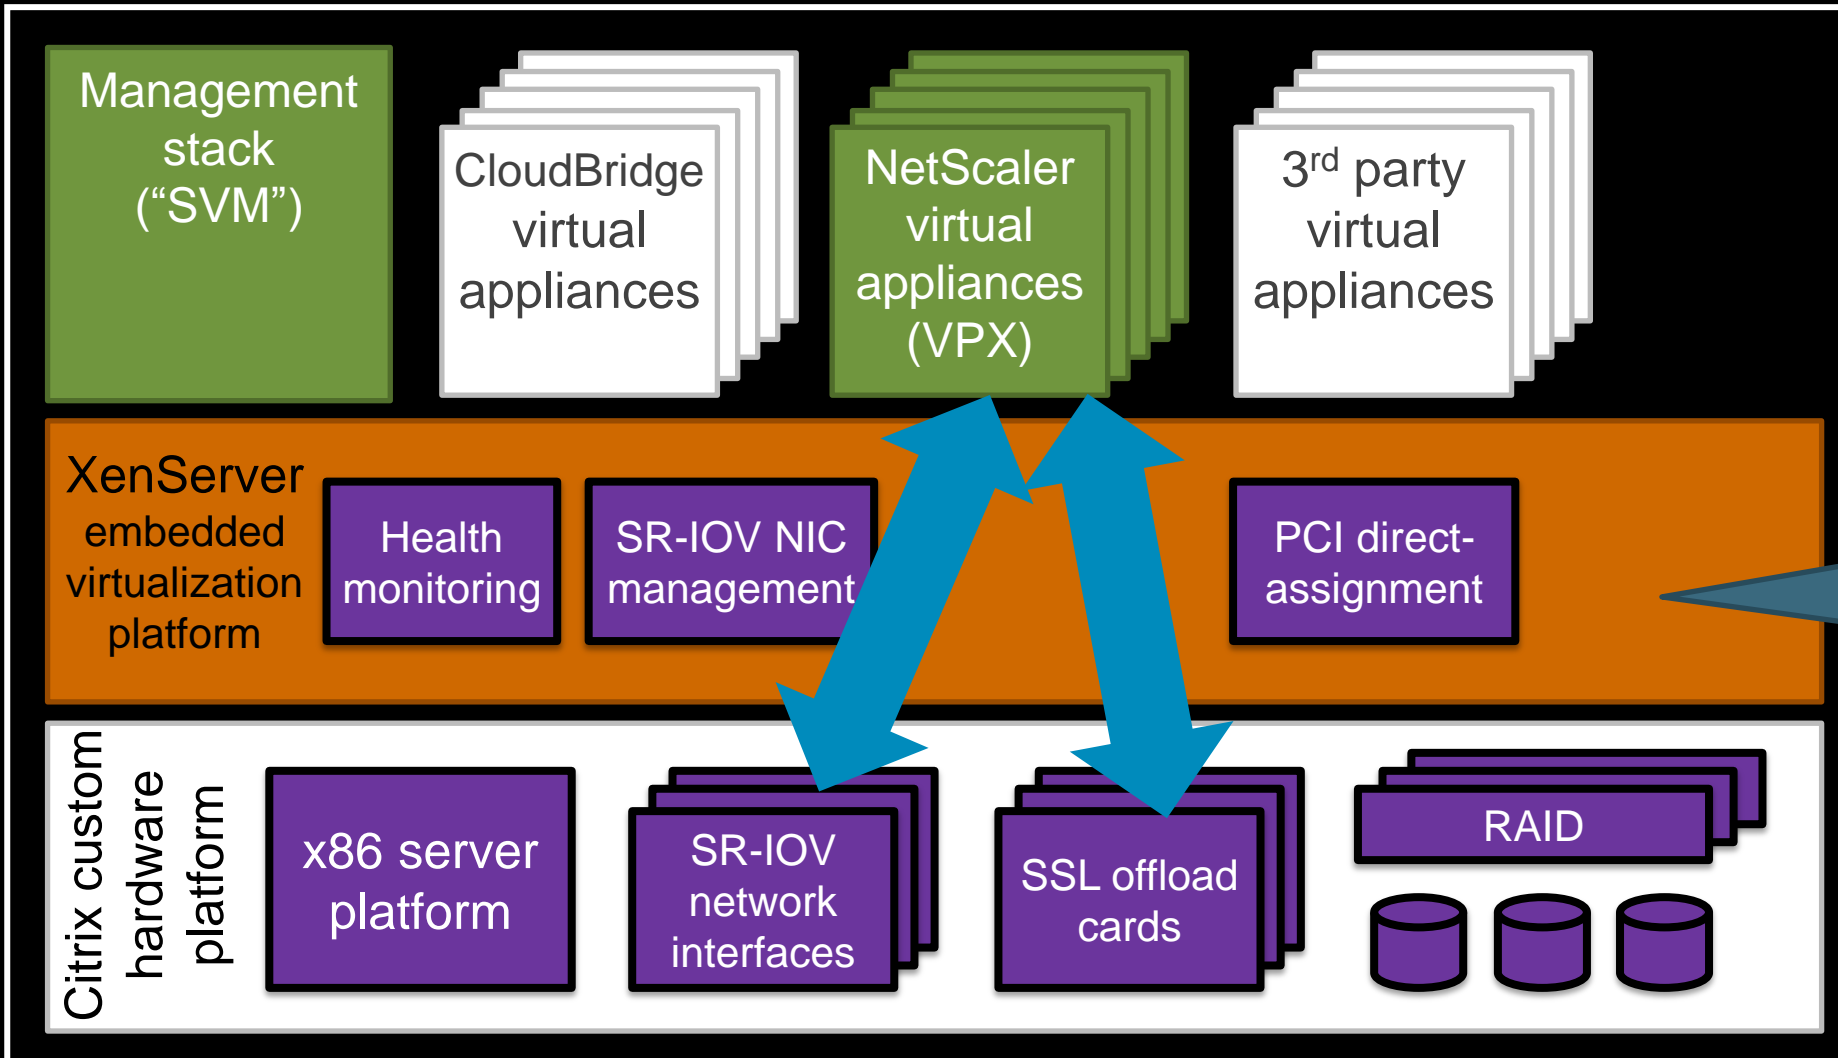 Management
stack
(“SVM”)
CloudBridge
virtual
appliances
NetScaler
virtual
appliances
(VPX)
3rd party
virtual
appliances
XenServer
embedded
virtualization
platform
Health
monitoring
SR-IOV NIC
management
PCI direct-
assignment
Citrix custom
hardware
platform
x86 server
platform
SR-IOV
network
interfaces
SSL offload
cards
RAID